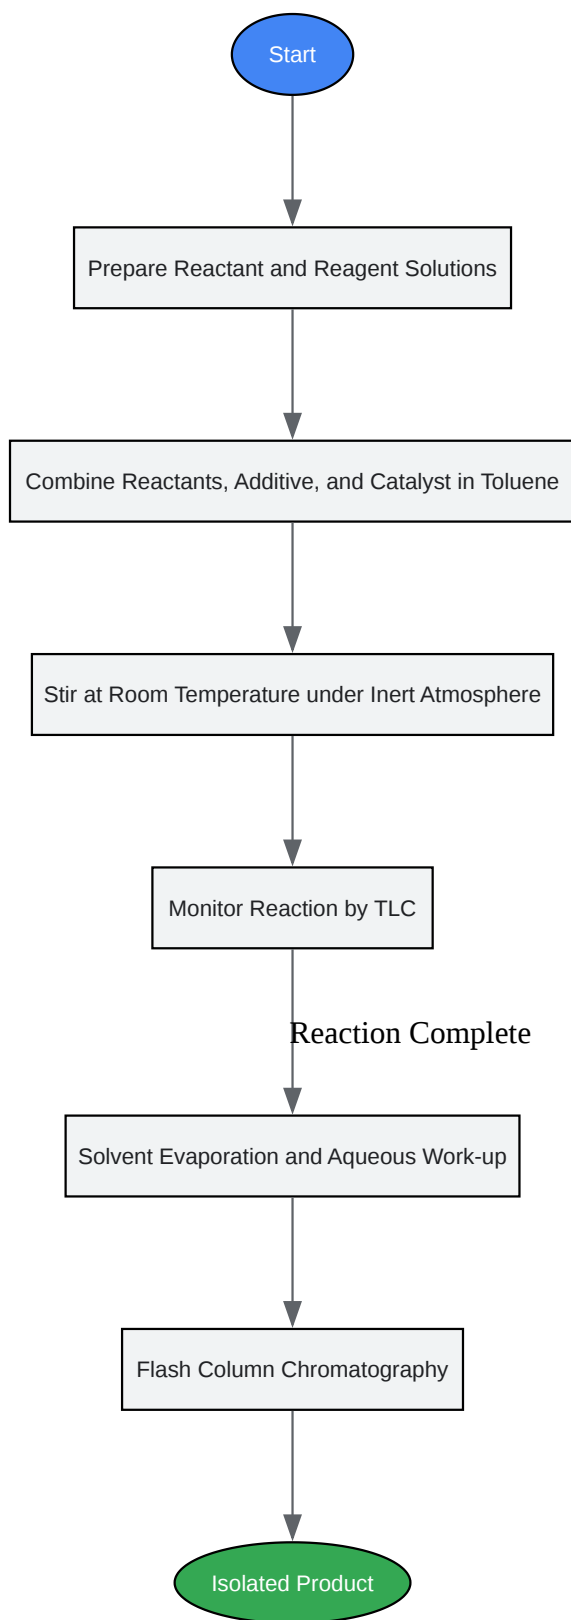 Start
Prepare Reactant and Reagent Solutions
Combine Reactants, Additive, and Catalyst in Toluene
Stir at Room Temperature under Inert Atmosphere
Monitor Reaction by TLC
Reaction Complete
Solvent Evaporation and Aqueous Work-up
Flash Column Chromatography
Isolated Product